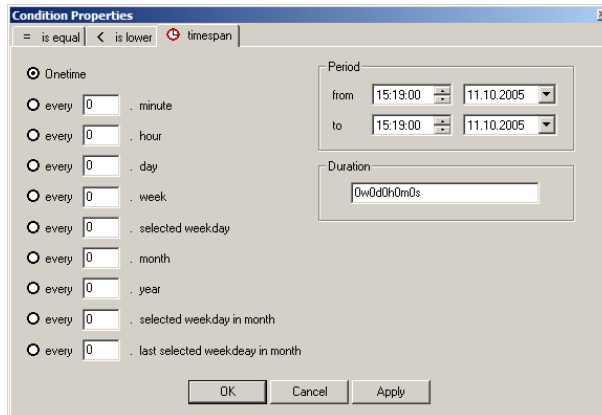 Condition Properties
= is equal < is lower timespan
Onetime
every 0 . minute
every 0 . hour
every 0 . day
every 0 . week
every 0 . selected weekday
every 0 . month
every 0 . year
every 0 . selected weekday in month
every 0 . last selected weekdeay in month
Period
from 15:19:00 11.10.2005
to 15:19:00 11.10.2005
Duration
0w0d0h0m0s
OK Cancel Apply